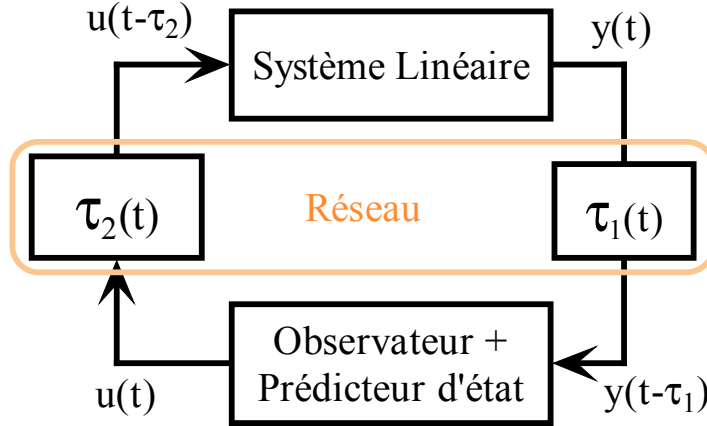 u(t-τ₂)
y(t)
Système Linéaire
τ₂(t)
Réseau
τ₁(t)
Observateur +
Prédicteur d'état
u(t)
y(t-τ₁)